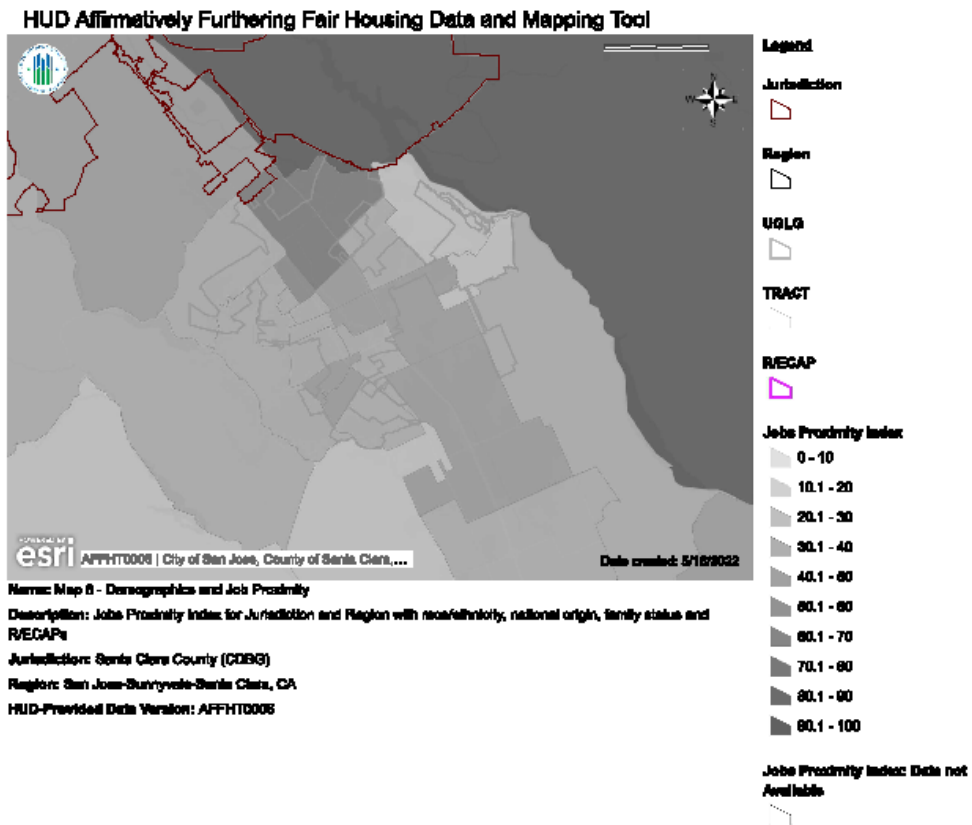 HUD Affirmatively Furthering Fair Housing Data and Mapping Tool
Legend
Jurisdiction
Region
UGLG
TRACT
R/ECAP
Jobs Proximity Index
0 - 10
10.1 - 20
20.1 - 30
30.1 - 40
40.1 - 50
50.1 - 60
60.1 - 70
70.1 - 80
80.1 - 90
90.1 - 100
Jobs Proximity Index: Data not
Available
N
W E
S
POWERED BY
esri
AFFHT0006 | City of San Jose, County of Santa Clara,...
Date created: 5/16/2022
Name: Map 8 - Demographics and Job Proximity
Description: Jobs Proximity Index for Jurisdiction and Region with race/ethnicity, national origin, family status and
R/ECAPs
Jurisdiction: Santa Clara County (CDBG)
Region: San Jose-Sunnyvale-Santa Clara, CA
HUD-Provided Data Version: AFFHT0006